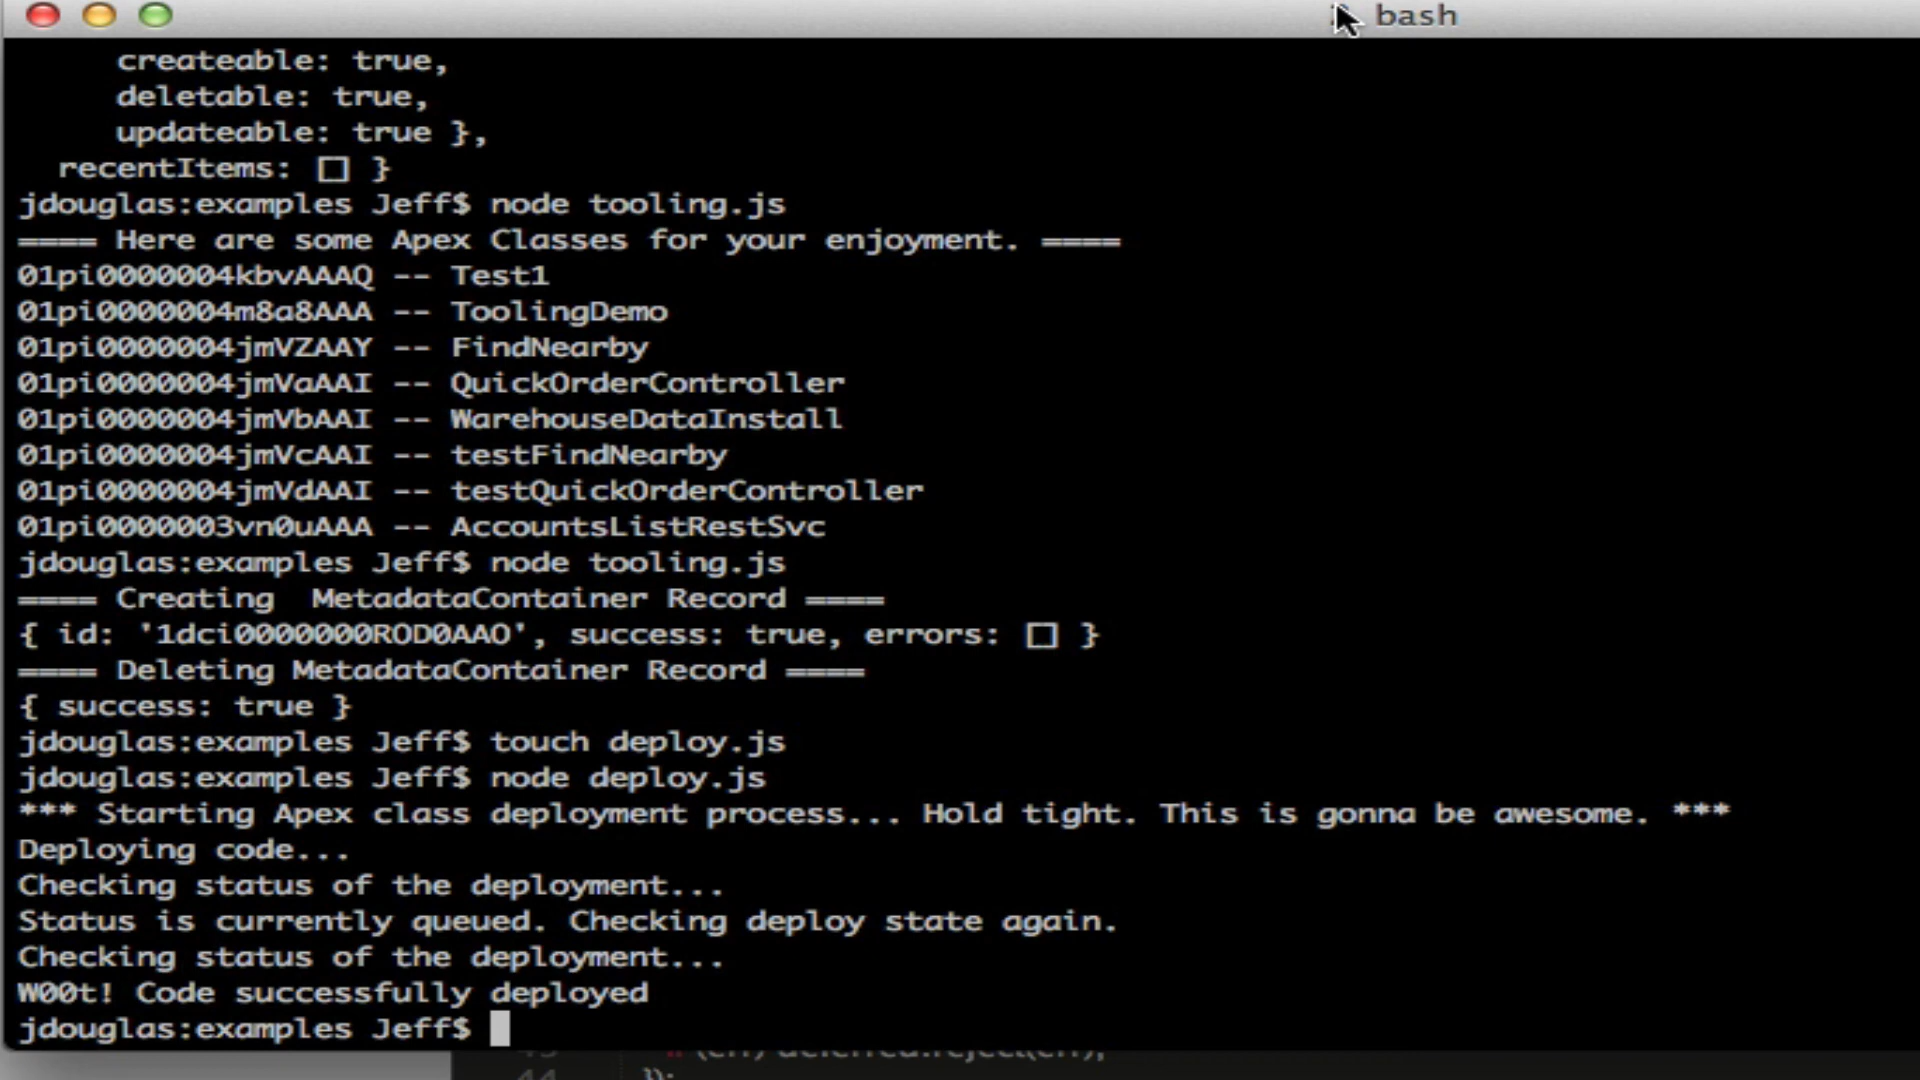 bash
createable: true,
deletable: true,
updateable: true },
recentItems: [] }
jdouglas:examples Jeff$ node tooling.js
==== Here are some Apex Classes for your enjoyment. ====
01pi0000004kbvAAAQ -- Test1
01pi0000004m8a8AAA -- ToolingDemo
01pi0000004jmVZAAY -- FindNearby
01pi0000004jmVaAAI -- QuickOrderController
01pi0000004jmVbAAI -- WarehouseDataInstall
01pi0000004jmVcAAI -- testFindNearby
01pi0000004jmVdAAI -- testQuickOrderController
01pi0000003vn0uAAA -- AccountsListRestSvc
jdouglas:examples Jeff$ node tooling.js
==== Creating  MetadataContainer Record ====
{ id: '1dci0000000ROD0AAO', success: true, errors: [] }
==== Deleting MetadataContainer Record ====
{ success: true }
jdouglas:examples Jeff$ touch deploy.js
jdouglas:examples Jeff$ node deploy.js
*** Starting Apex class deployment process... Hold tight. This is gonna be awesome. ***
Deploying code...
Checking status of the deployment...
Status is currently queued. Checking deploy state again.
Checking status of the deployment...
W00t! Code successfully deployed
jdouglas:examples Jeff$
(err) deferred.reject(err);
44 });